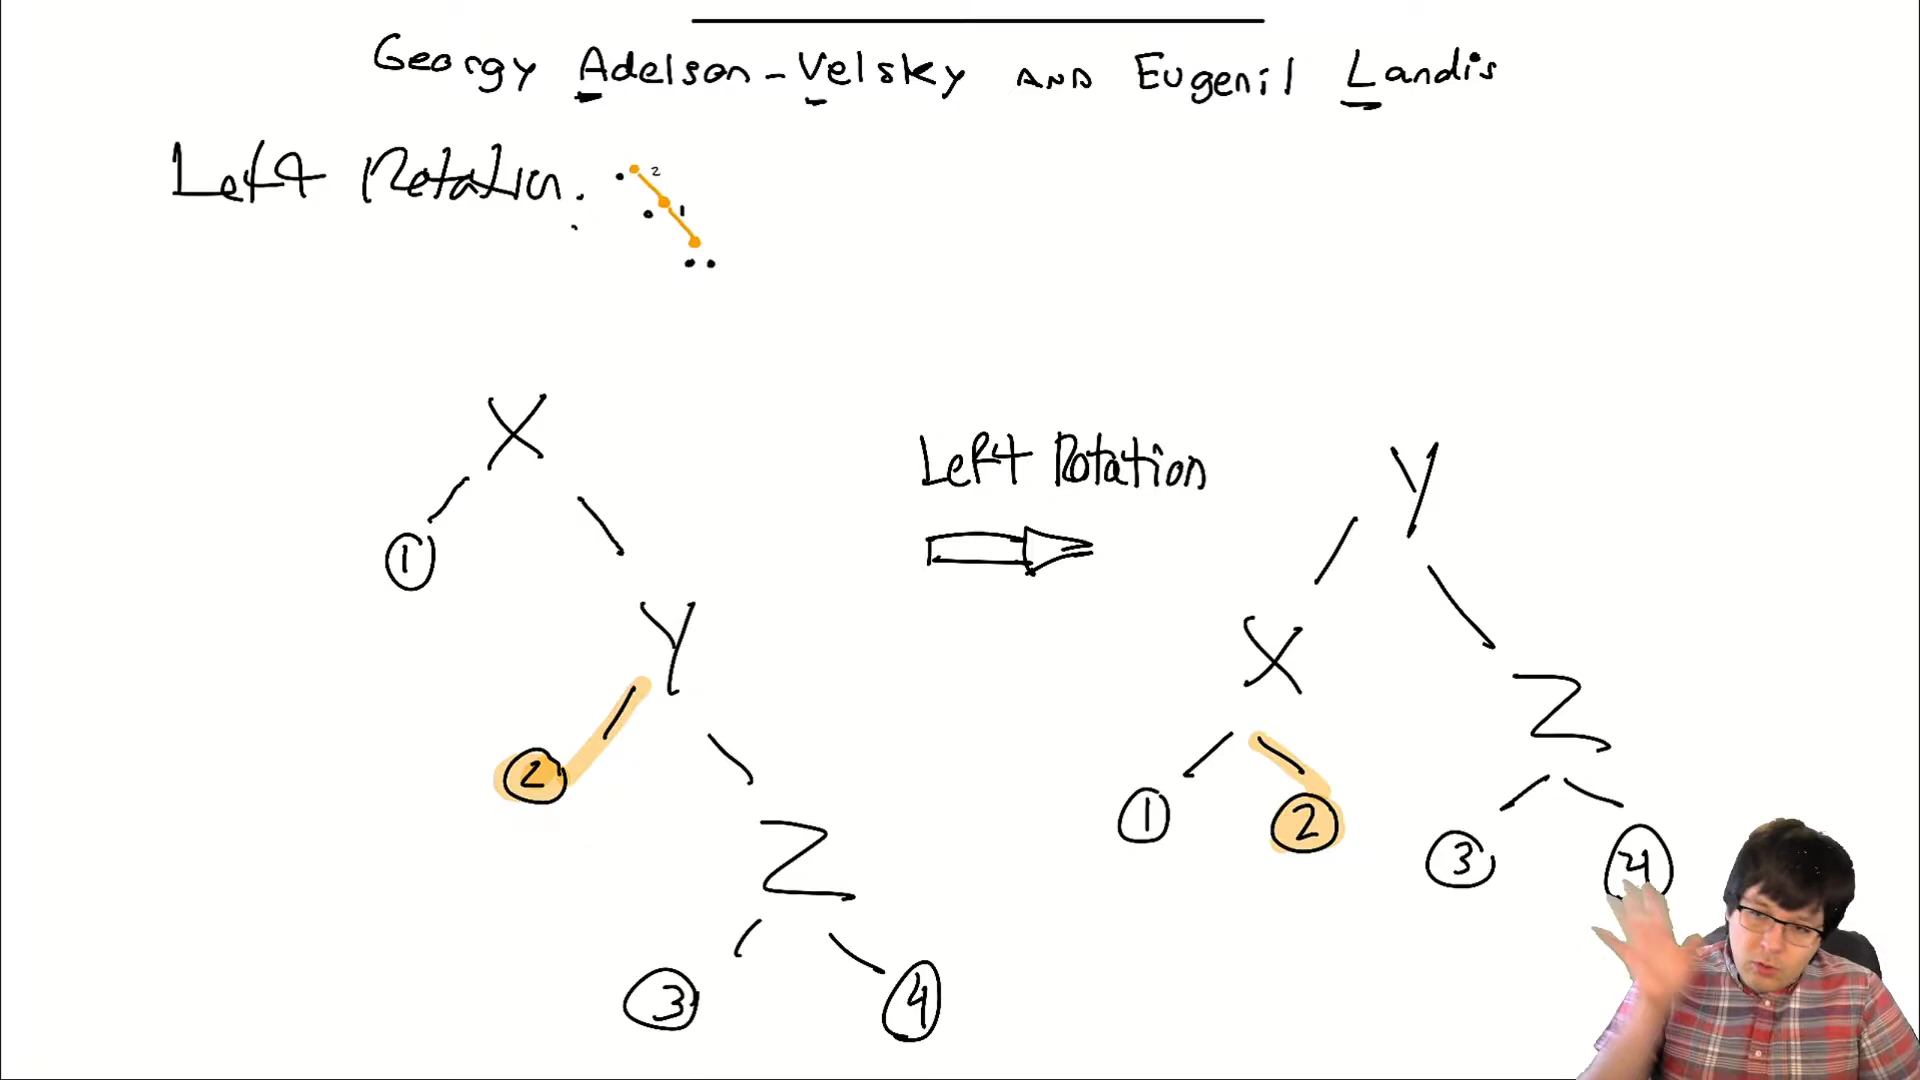 Georgy Adelson-Velsky AND Eugenil Landis
Left Rotation:
2
1
X
Left Rotation
Y
1
Y
X
Z
2
1
2
Z
3
4
3
4